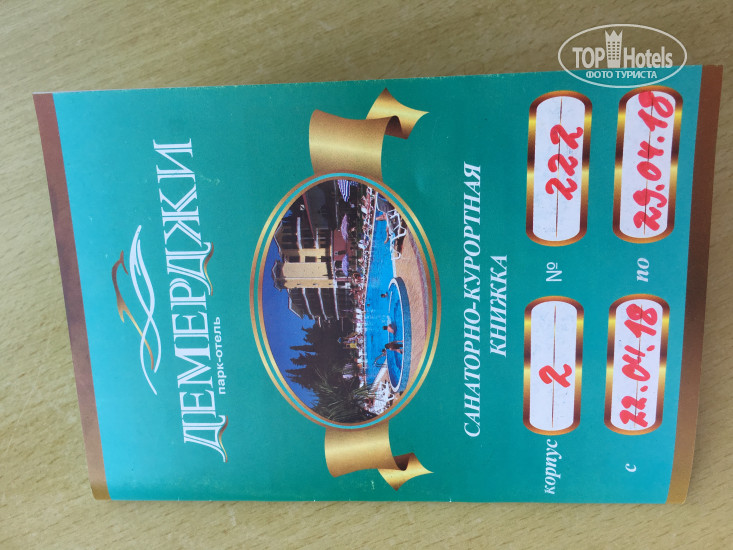 TOP Hotels
ФОТО ТУРИСТА
ДЕМЕРДЖИ
парк-отель
САНАТОРНО-КУРОРТНАЯ
КНИЖКА
корпус 2 № 222
с 22.04.18 по 29.04.18